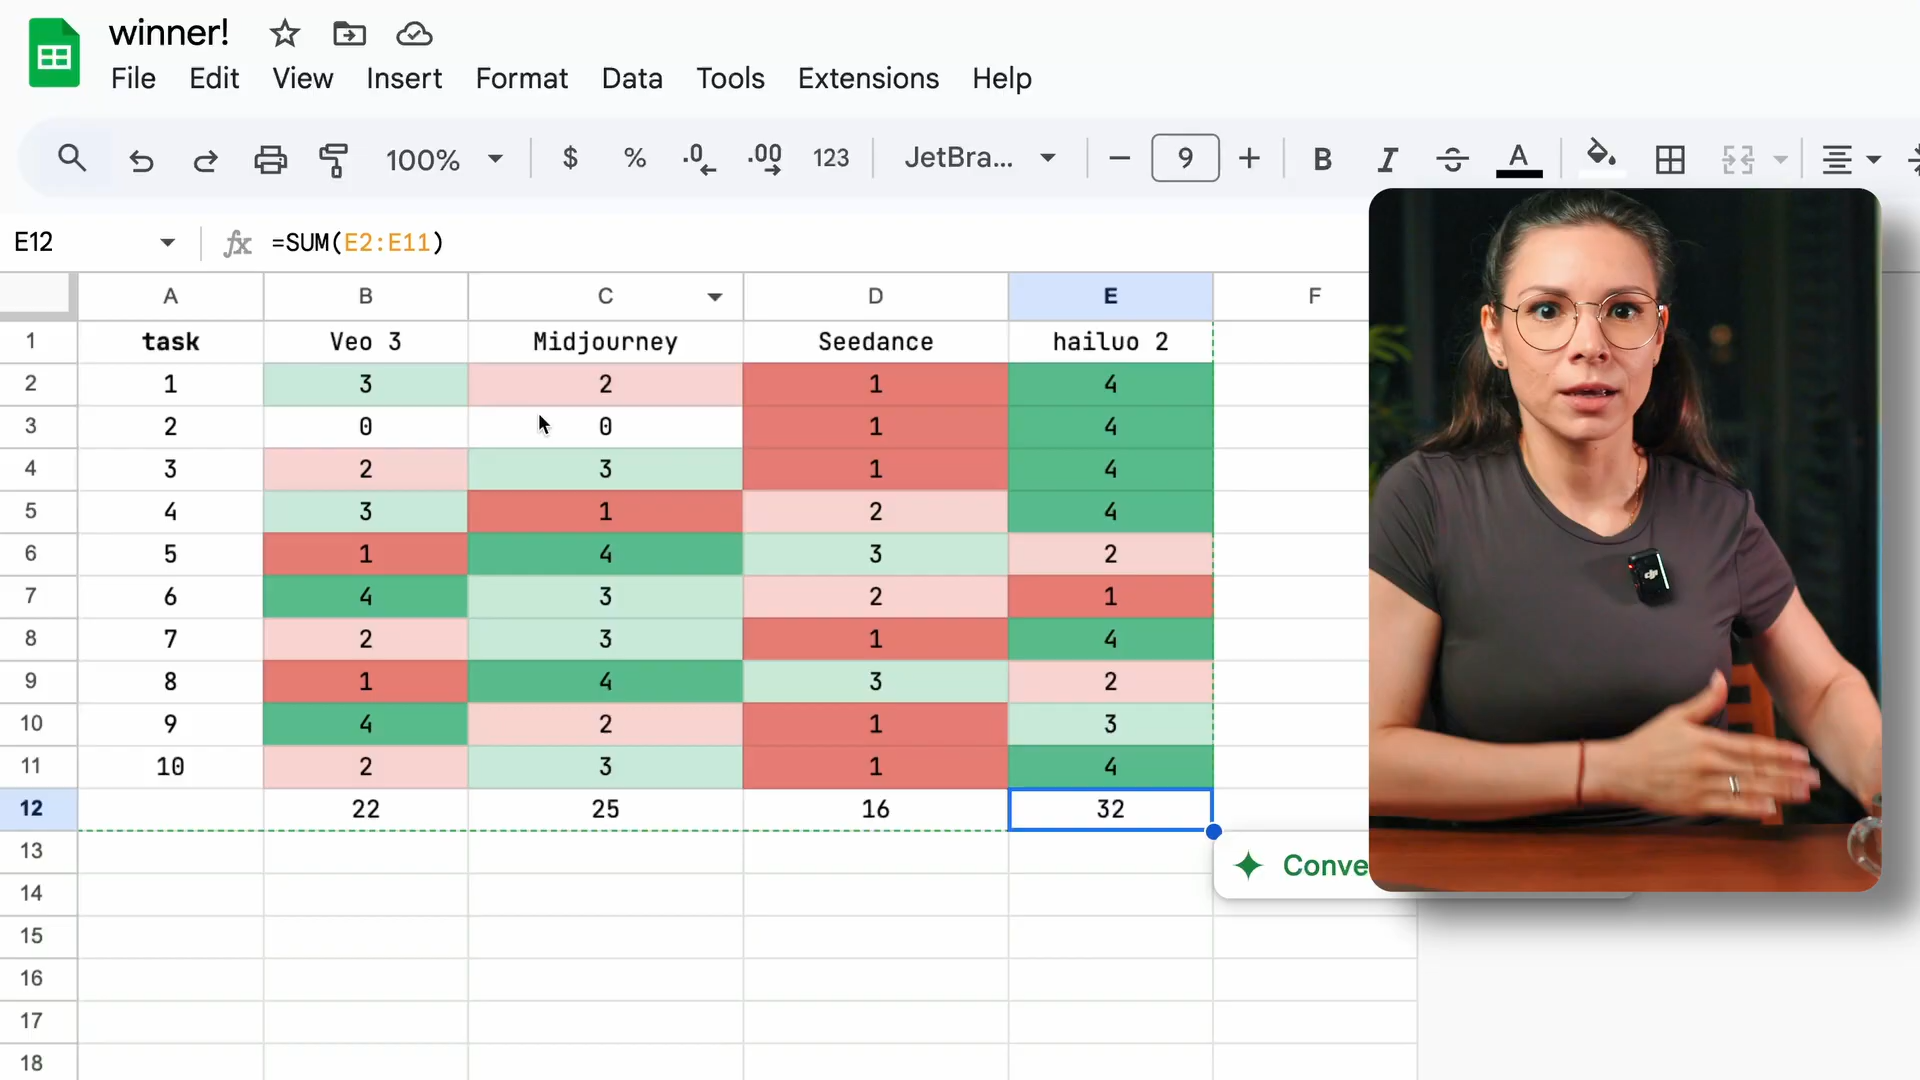 winner!
File Edit View Insert Format Data Tools Extensions Help
100% $ % .0 .00 123 JetBra... 9 B I S A
E12 fx =SUM(E2:E11)
A B C D E F
1 task Veo 3 Midjourney Seedance hailuo 2
2 1 3 2 1 4
3 2 0 0 1 4
4 3 2 3 1 4
5 4 3 1 2 4
6 5 1 4 3 2
7 6 4 3 2 1
8 7 2 3 1 4
9 8 1 4 3 2
10 9 4 2 1 3
11 10 2 3 1 4
12 22 25 16 32
13
Conve
14
15
16
17
18